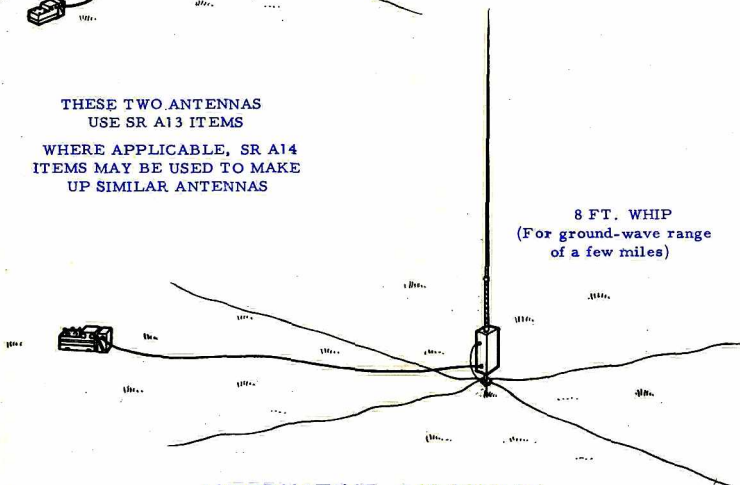 THESE TWO ANTENNAS
USE SR A13 ITEMS
WHERE APPLICABLE, SR A14
ITEMS MAY BE USED TO MAKE
UP SIMILAR ANTENNAS
8 FT. WHIP
(For ground-wave range
of a few miles)